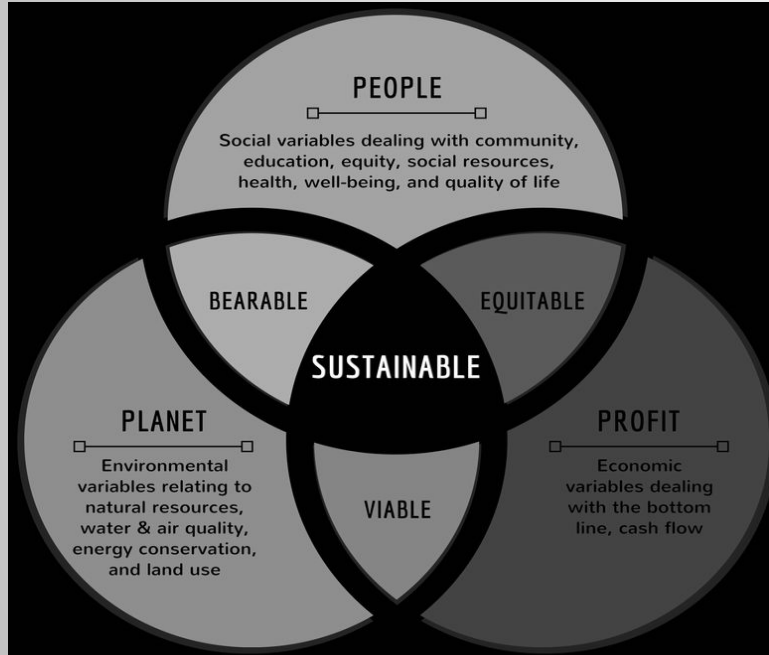 PEOPLE
Social variables dealing with community,
education, equity, social resources,
health, well-being, and quality of life
BEARABLE
EQUITABLE
SUSTAINABLE
PLANET
Environmental
variables relating to
natural resources,
water & air quality,
energy conservation,
and land use
PROFIT
Economic
variables dealing
with the bottom
line, cash flow
VIABLE